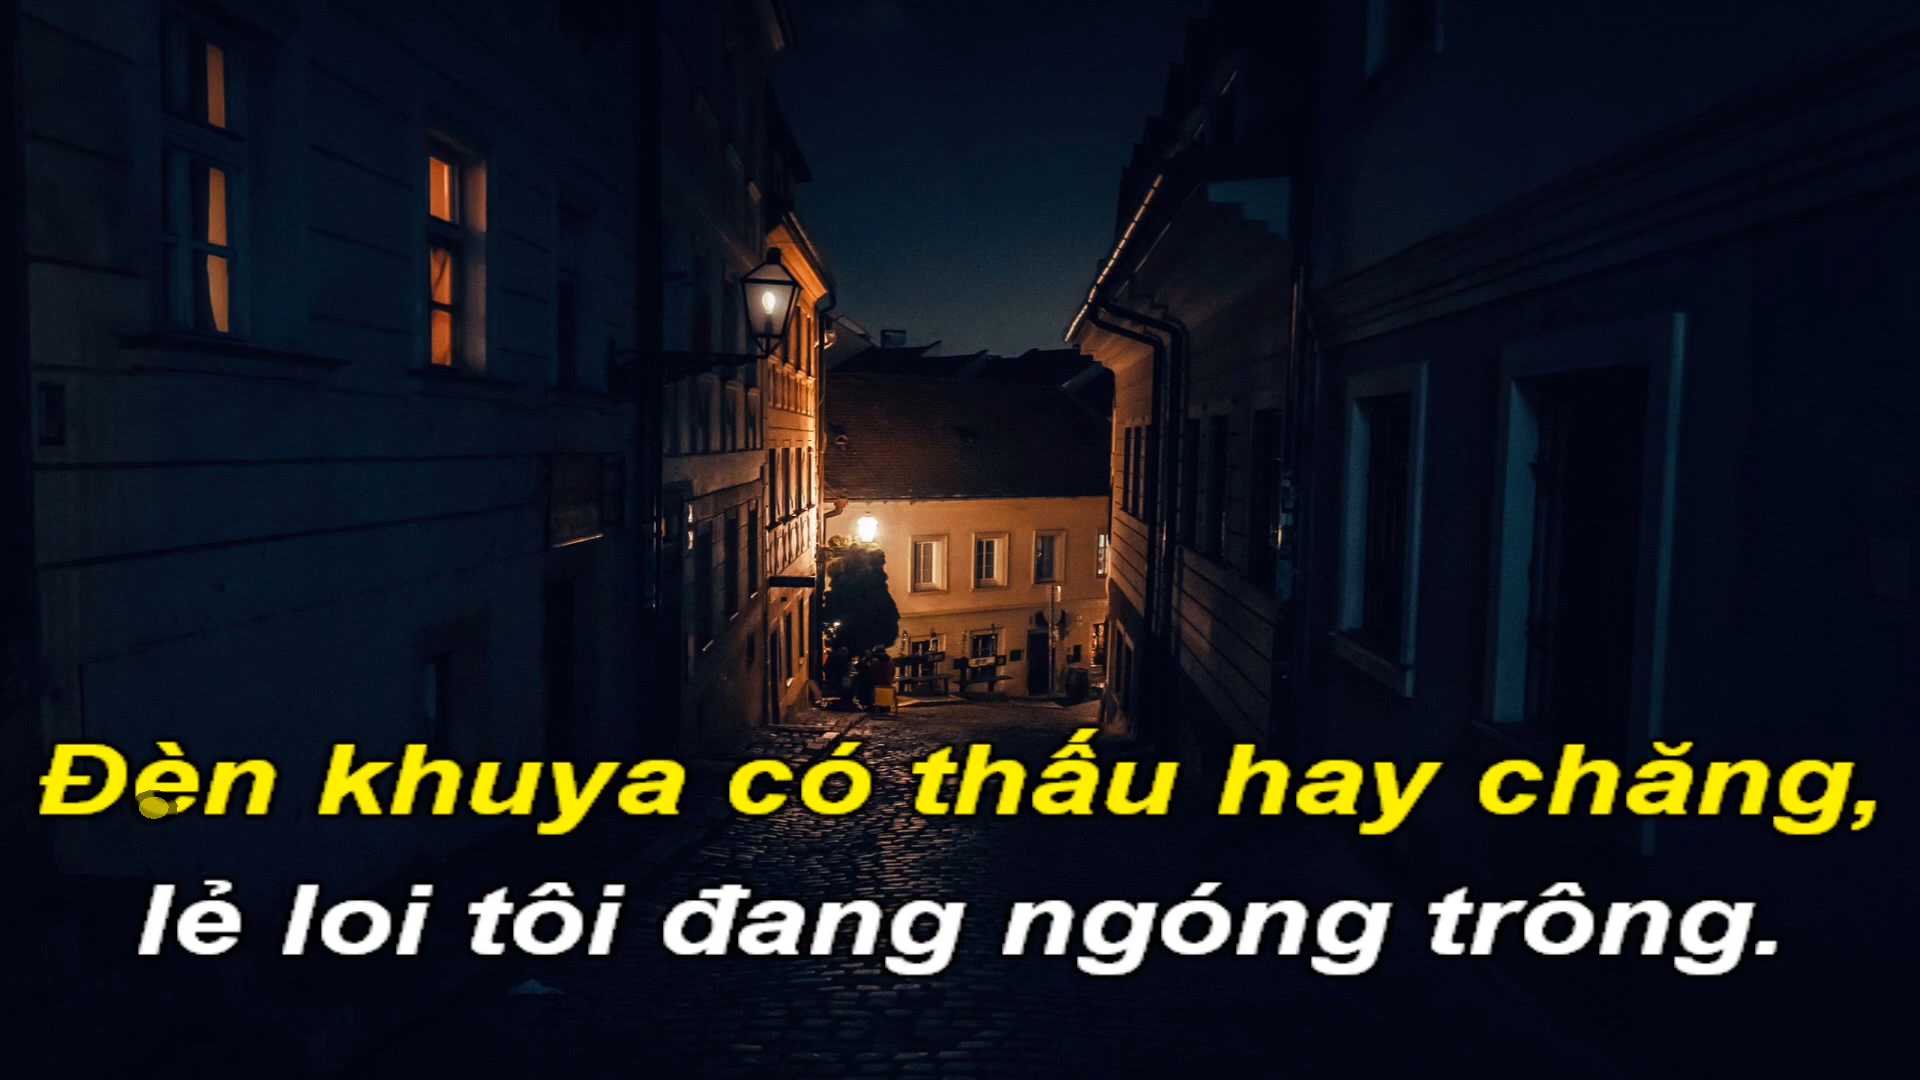 Đèn khuya có thấu hay chăng,
lẻ loi tôi đang ngóng trông.